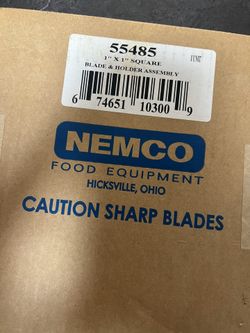 55485
1" X 1" SQUARE
BLADE & HOLDER ASSEMBLY
6 74651 10300 9
NEMCO
FOOD EQUIPMENT
HICKSVILLE, OHIO
CAUTION SHARP BLADES